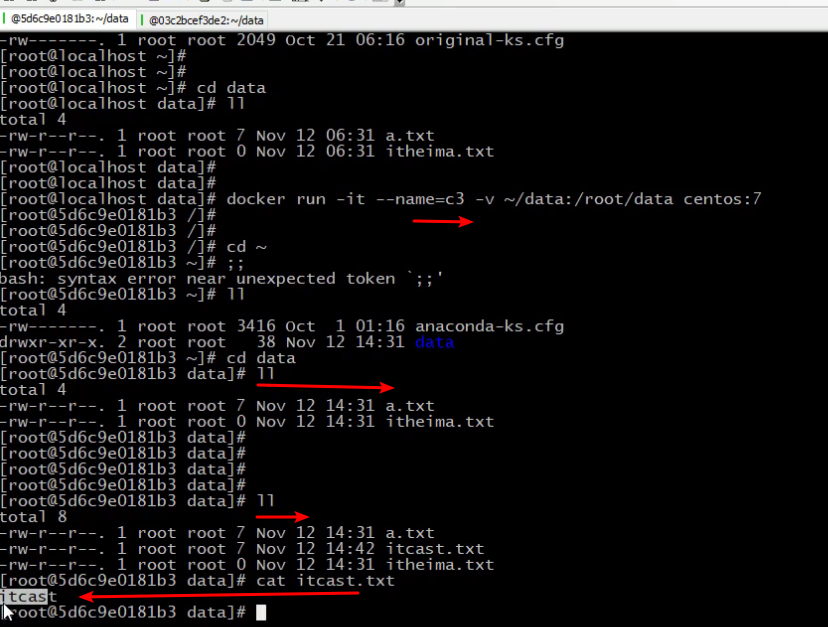 @5d6c9e0181b3:~/data @03c2bcef3de2:~/data
-rw-------. 1 root root 2049 Oct 21 06:16 original-ks.cfg
[root@localhost ~]#
[root@localhost ~]#
[root@localhost ~]# cd data
[root@localhost data]# ll
total 4
-rw-r--r--. 1 root root 7 Nov 12 06:31 a.txt
-rw-r--r--. 1 root root 0 Nov 12 06:31 itheima.txt
[root@localhost data]#
[root@localhost data]#
[root@localhost data]# docker run -it --name=c3 -v ~/data:/root/data centos:7
[root@5d6c9e0181b3 /]#
[root@5d6c9e0181b3 /]#
[root@5d6c9e0181b3 /]# cd ~
[root@5d6c9e0181b3 ~]# ;;
bash: syntax error near unexpected token `;;'
[root@5d6c9e0181b3 ~]# ll
total 4
-rw-------. 1 root root 3416 Oct  1 01:16 anaconda-ks.cfg
drwxr-xr-x. 2 root root   38 Nov 12 14:31 data
[root@5d6c9e0181b3 ~]# cd data
[root@5d6c9e0181b3 data]# ll
total 4
-rw-r--r--. 1 root root 7 Nov 12 14:31 a.txt
-rw-r--r--. 1 root root 0 Nov 12 14:31 itheima.txt
[root@5d6c9e0181b3 data]#
[root@5d6c9e0181b3 data]#
[root@5d6c9e0181b3 data]#
[root@5d6c9e0181b3 data]#
[root@5d6c9e0181b3 data]# ll
total 8
-rw-r--r--. 1 root root 7 Nov 12 14:31 a.txt
-rw-r--r--. 1 root root 7 Nov 12 14:42 itcast.txt
-rw-r--r--. 1 root root 0 Nov 12 14:31 itheima.txt
[root@5d6c9e0181b3 data]# cat itcast.txt
itcast
[root@5d6c9e0181b3 data]#